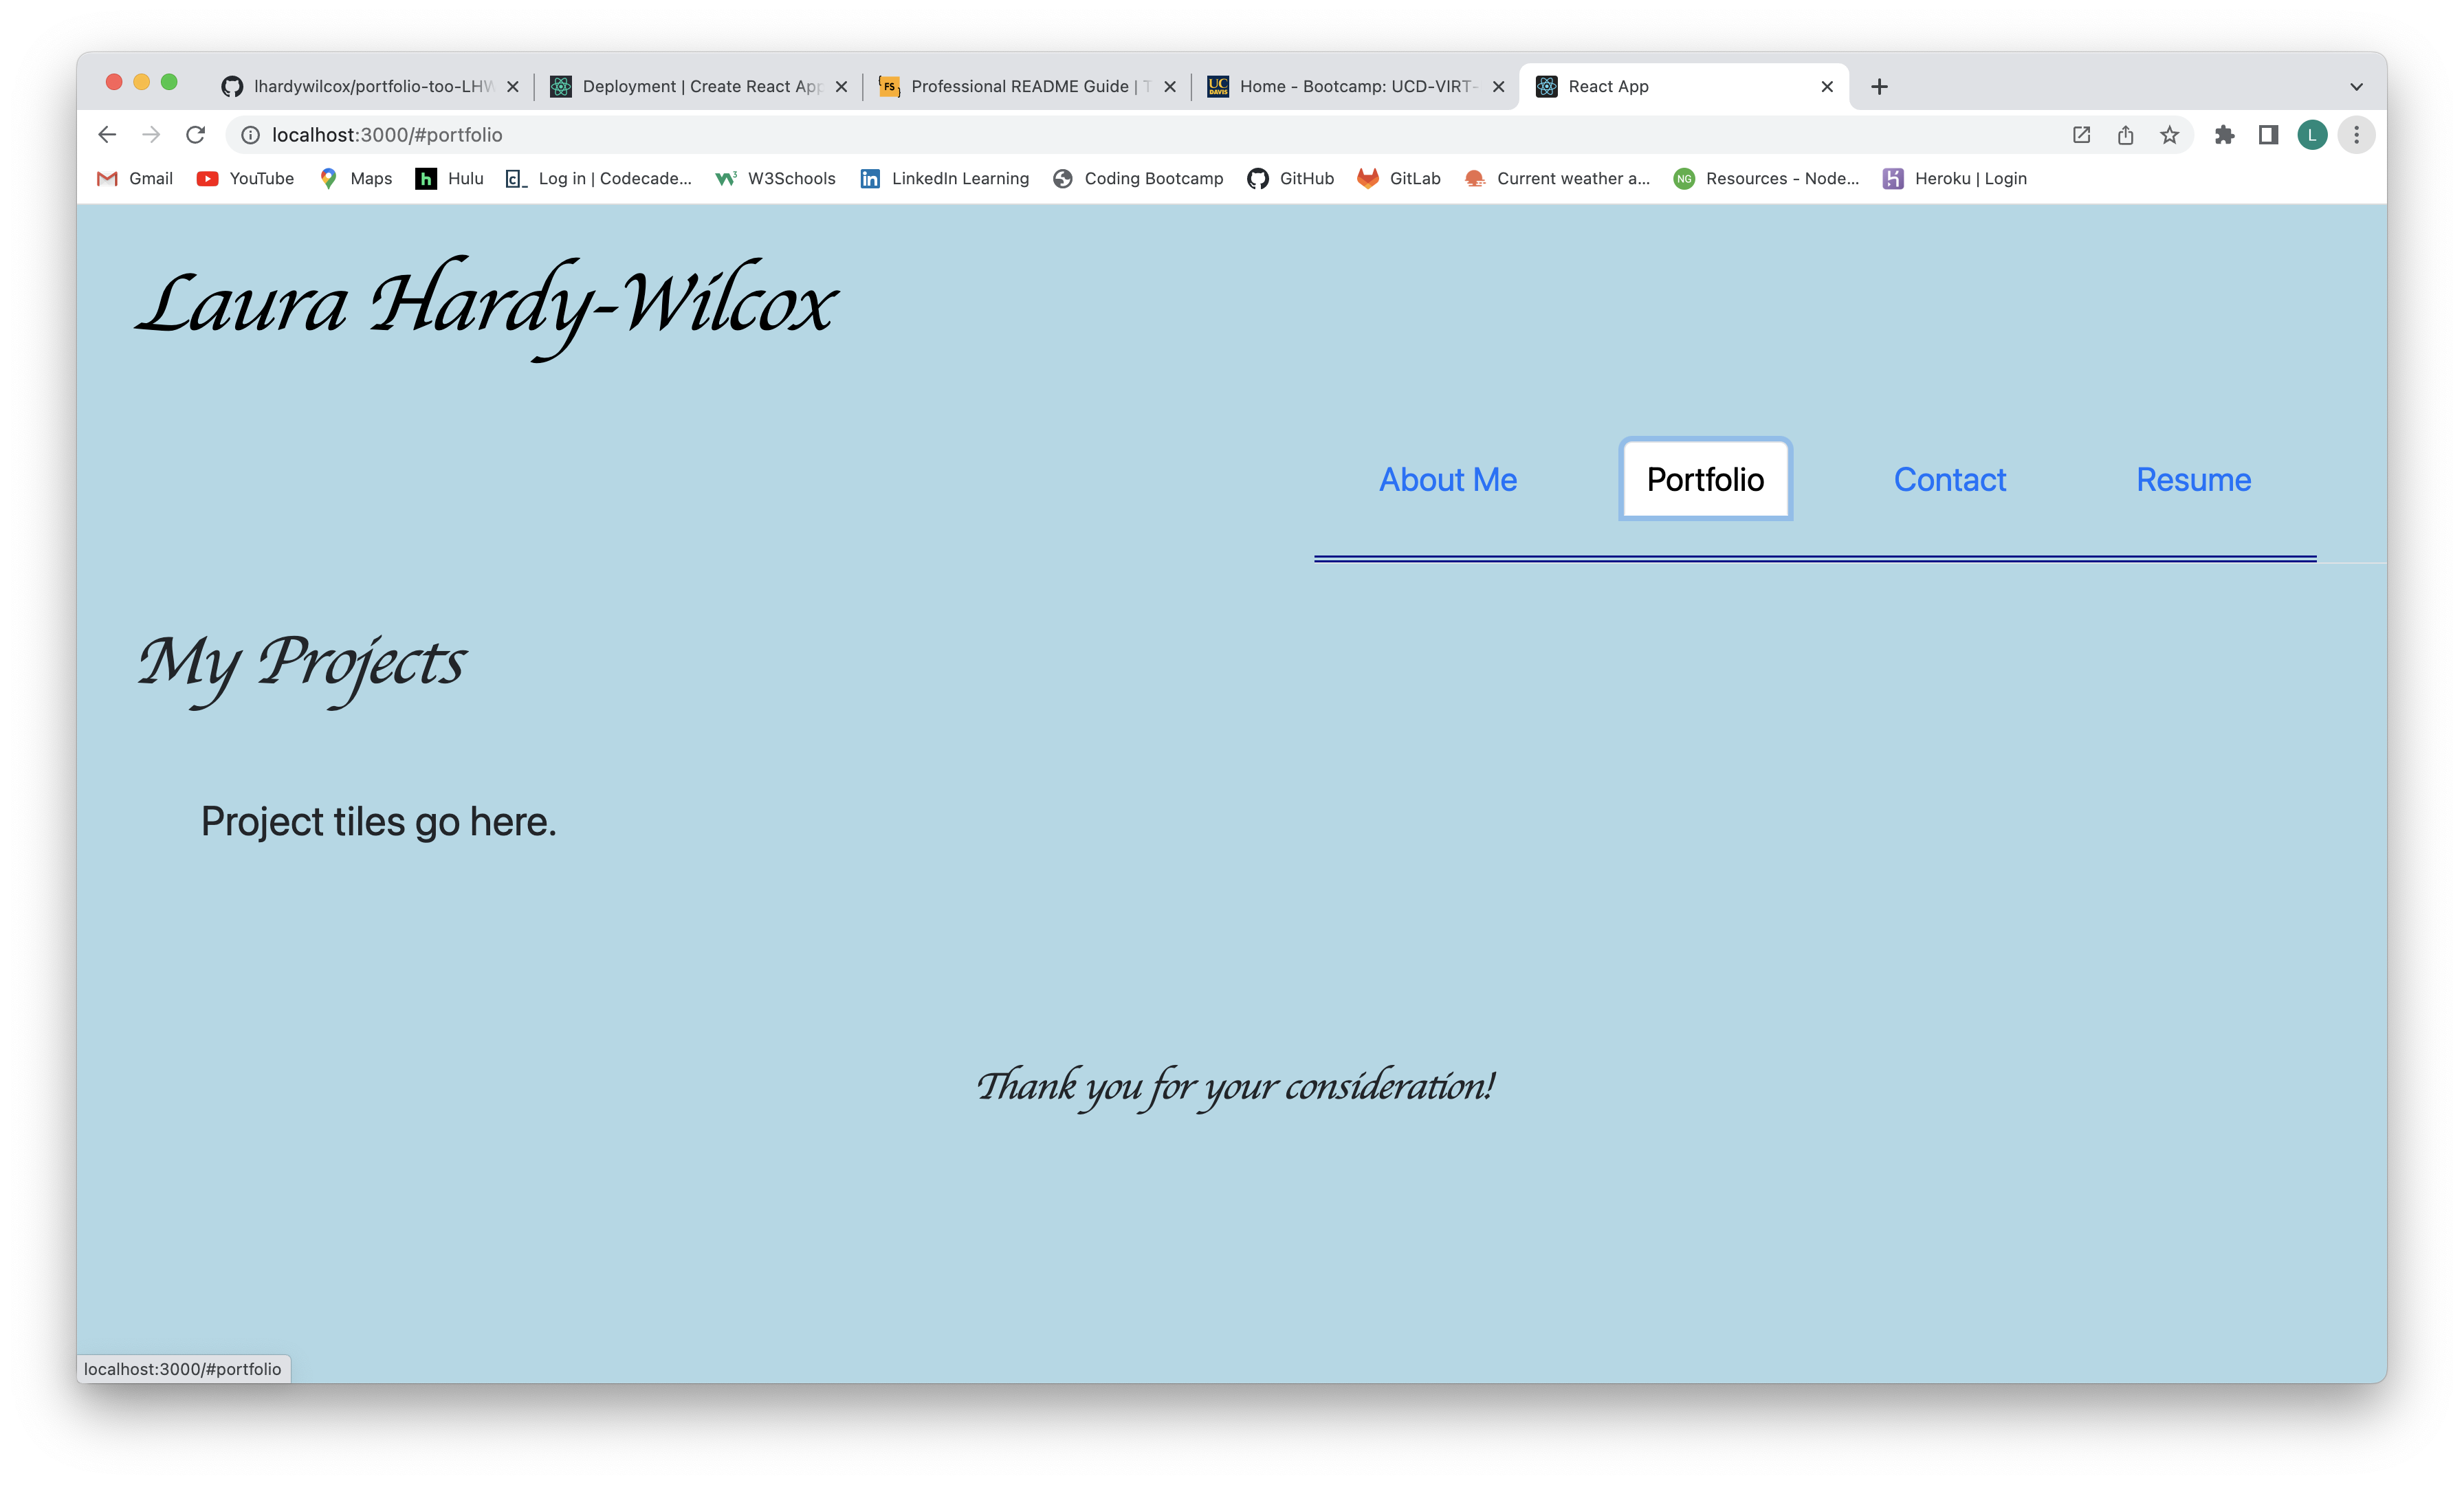 lhardywilcox/portfolio-too-LHW
Deployment | Create React App
Professional README Guide | T
Home - Bootcamp: UCD-VIRT-
React App
localhost:3000/#portfolio
L
Gmail YouTube Maps Hulu Log in | Codecade... W3Schools LinkedIn Learning Coding Bootcamp GitHub GitLab Current weather a... Resources - Node... Heroku | Login
Laura Hardy-Wilcox
About Me Portfolio Contact Resume
My Projects
Project tiles go here.
Thank you for your consideration!
localhost:3000/#portfolio